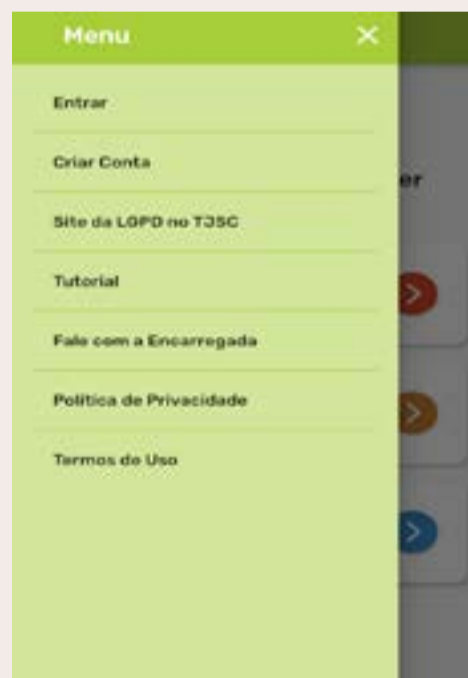 Menu
Entrar
Criar Conta
Site da LGPD no TJSC
Tutorial
Fale com a Encarregada
Política de Privacidade
Termos de Uso
er